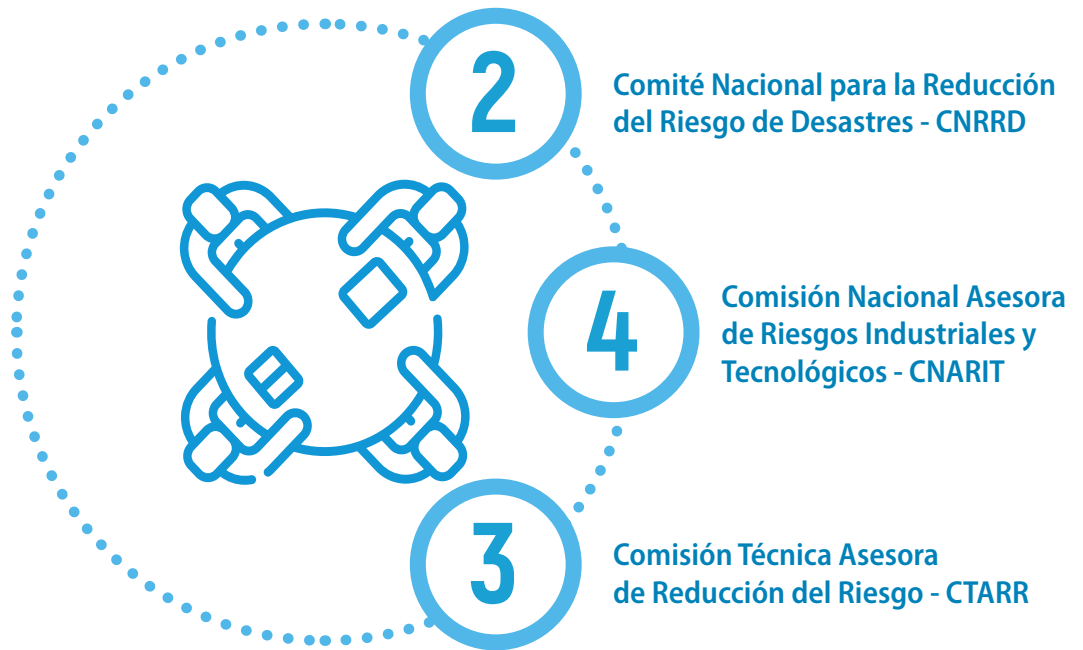 2
Comité Nacional para la Reducción
del Riesgo de Desastres - CNRRD
4
Comisión Nacional Asesora
de Riesgos Industriales y
Tecnológicos - CNARIT
3
Comisión Técnica Asesora
de Reducción del Riesgo - CTARR